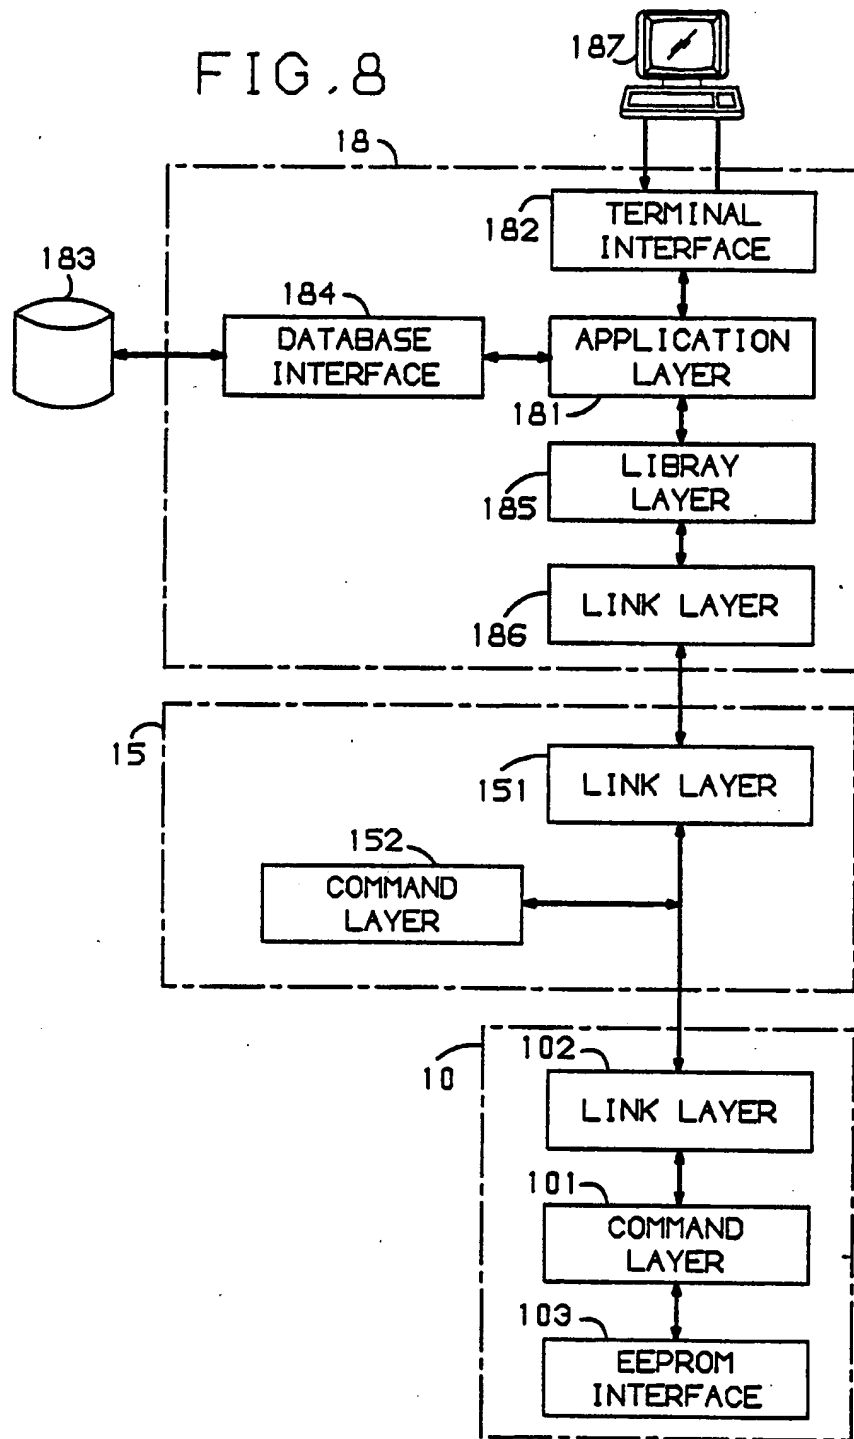 FIG.8
187
18
182
TERMINAL
INTERFACE
183
184
DATABASE
INTERFACE
APPLICATION
LAYER
181
LIBRAY
LAYER
185
LINK LAYER
186
15
LINK LAYER
151
152
COMMAND
LAYER
10
102
LINK LAYER
101
COMMAND
LAYER
103
EEPROM
INTERFACE